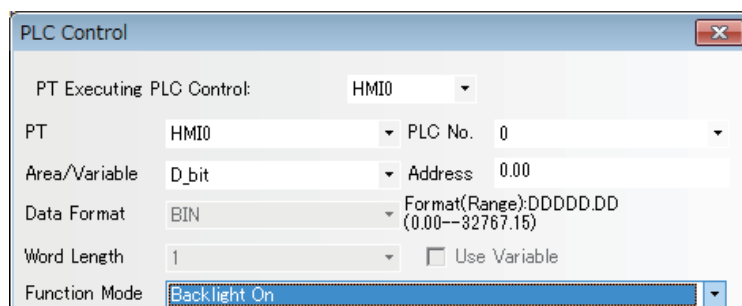 PLC Control
PT Executing PLC Control: HMI0
PT HMI0 PLC No. 0
Area/Variable D_bit Address 0.00
Data Format BIN Format(Range):DDDDD.DD
(0.00--32767.15)
Word Length 1 Use Variable
Function Mode Backlight On